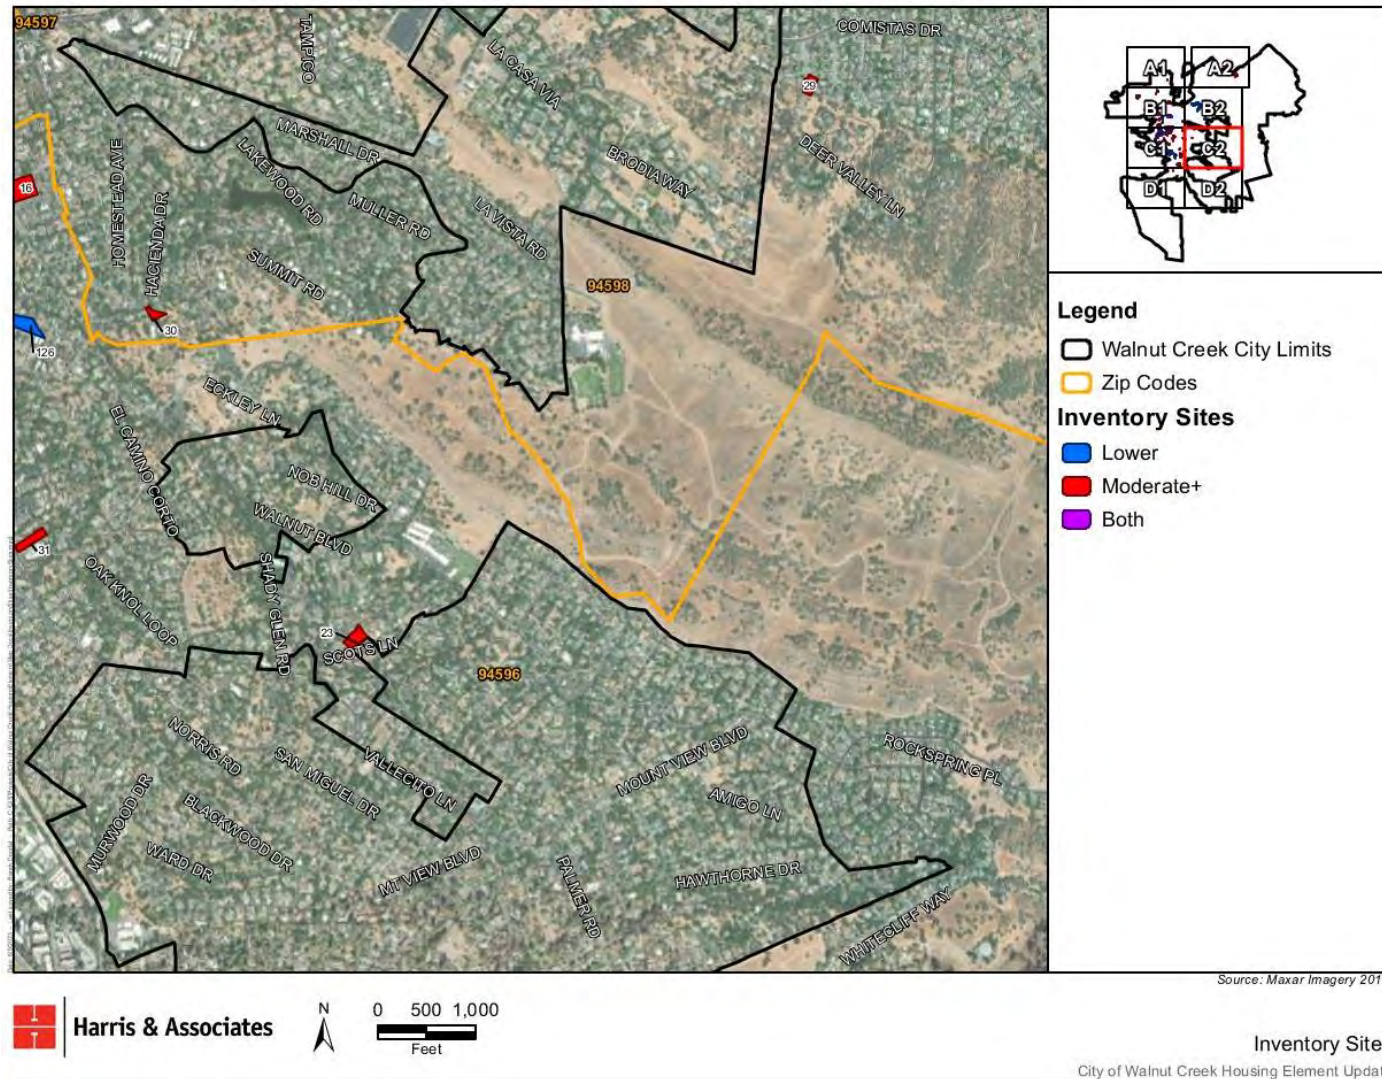 94597
TAMPICO
LA CASA VIA
COMISTAS DR
29
MARSHALL DR
HOMESTEAD AVE
LAKEWOOD RD
BRODIA WAY
DEER VALLEY LN
16
HACIENDA DR
MULLER RD
LA VISTA RD
SUMMIT RD
94598
30
126
ECKLEY LN
EL CAMINO CORTO
NOB HILL DR
WALNUT BLVD
31
OAK KNOL LOOP
SHADY GLEN RD
23
SCOTS LN
94596
NORRIS RD
SAN MIGUEL DR
VALLECITO LN
MOUNT VIEW BLVD
ROCKSPRING PL
AMIGO LN
MURWOOD DR
BLACKWOOD DR
WARD DR
MT VIEW BLVD
PALMER RD
HAWTHORNE DR
WHITECLIFF WAY
A1 A2
B1 B2
C1 C2
D1 D2
Legend
Walnut Creek City Limits
Zip Codes
Inventory Sites
Lower
Moderate+
Both
Source: Maxar Imagery 201
Harris & Associates
N
0 500 1,000
Feet
Inventory Site
City of Walnut Creek Housing Element Updat